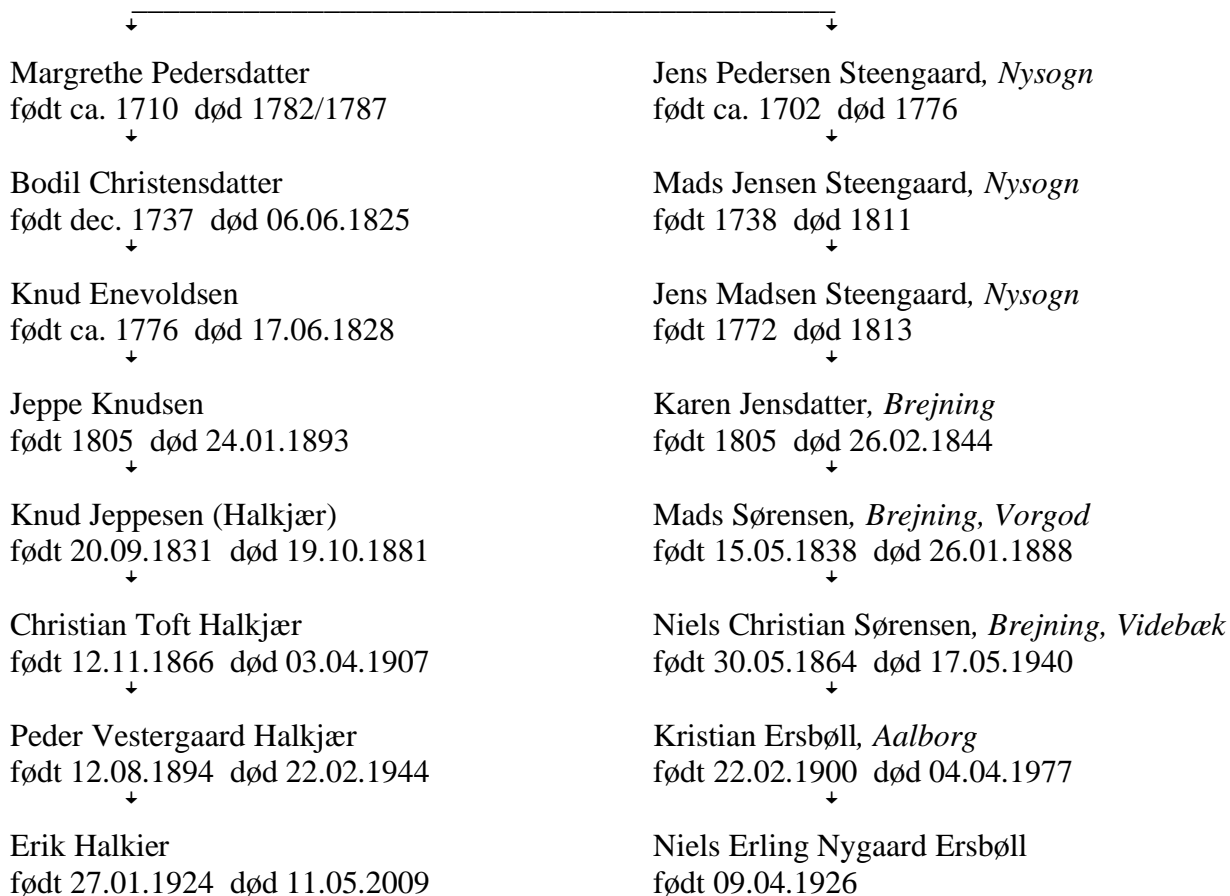 Margrethe Pedersdatter
født ca. 1710 død 1782/1787
Bodil Christensdatter
født dec. 1737 død 06.06.1825
Knud Enevoldsen
født ca. 1776 død 17.06.1828
Jeppe Knudsen
født 1805 død 24.01.1893
Knud Jeppesen (Halkjær)
født 20.09.1831 død 19.10.1881
Christian Toft Halkjær
født 12.11.1866 død 03.04.1907
Peder Vestergaard Halkjær
født 12.08.1894 død 22.02.1944
Erik Halkier
født 27.01.1924 død 11.05.2009
Jens Pedersen Steengaard, Nysogn
født ca. 1702 død 1776
Mads Jensen Steengaard, Nysogn
født 1738 død 1811
Jens Madsen Steengaard, Nysogn
født 1772 død 1813
Karen Jensdatter, Brejning
født 1805 død 26.02.1844
Mads Sørensen, Brejning, Vorgod
født 15.05.1838 død 26.01.1888
Niels Christian Sørensen, Brejning, Videbæk
født 30.05.1864 død 17.05.1940
Kristian Ersbøll, Aalborg
født 22.02.1900 død 04.04.1977
Niels Erling Nygaard Ersbøll
født 09.04.1926